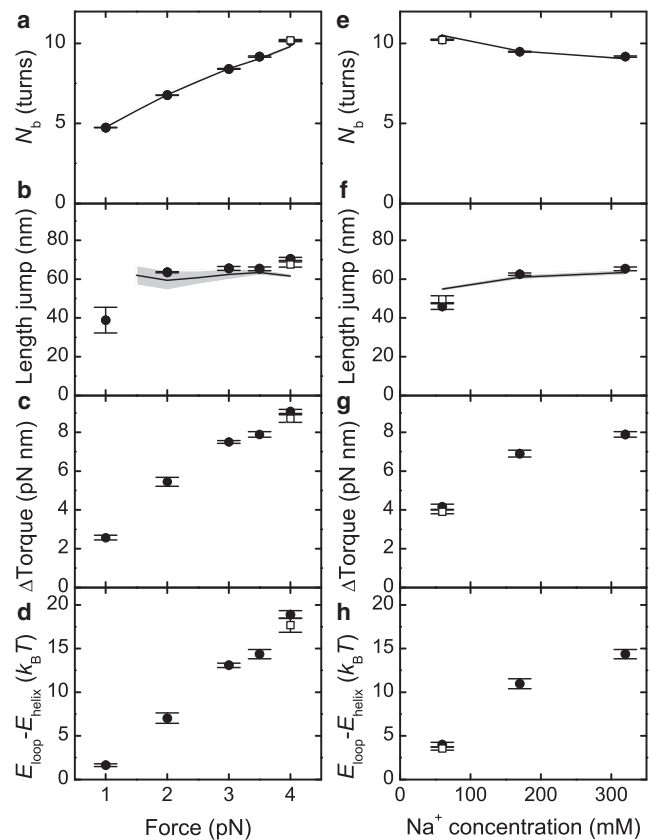 a
N_b (turns)
10
5
0
b
Length jump (nm)
80
60
40
20
0
c
ΔTorque (pN nm)
8
6
4
2
0
d
E_loop-E_helix (k_BT)
20
15
10
5
0
1 2 3 4
Force (pN)
e
N_b (turns)
10
5
0
f
Length jump (nm)
80
60
40
20
0
g
ΔTorque (pN nm)
8
6
4
2
0
h
E_loop-E_helix (k_BT)
20
15
10
5
0
0 100 200 300
Na⁺ concentration (mM)